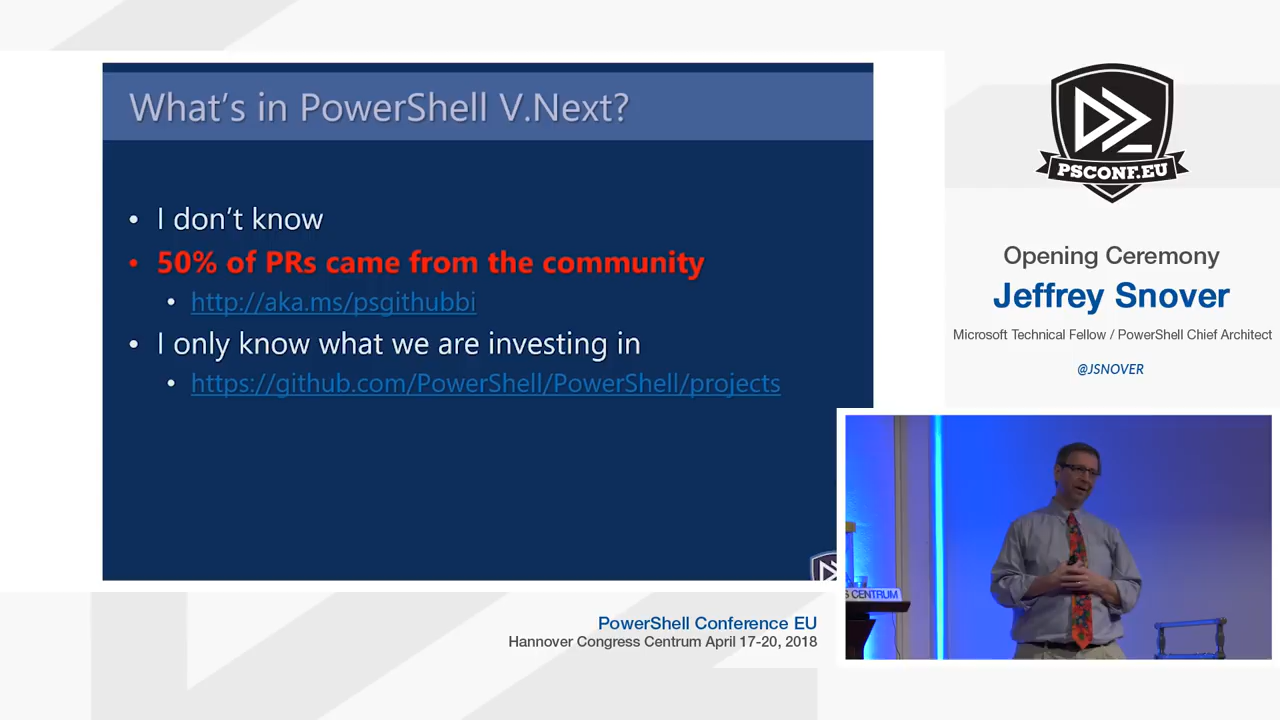 What's in PowerShell V.Next?
• I don't know
• 50% of PRs came from the community
• http://aka.ms/psgithubbi
• I only know what we are investing in
• https://github.com/PowerShell/PowerShell/projects
PSCONF.EU
Opening Ceremony
Jeffrey Snover
Microsoft Technical Fellow / PowerShell Chief Architect
@JSNOVER
S CENTRUM
PowerShell Conference EU
Hannover Congress Centrum April 17-20, 2018